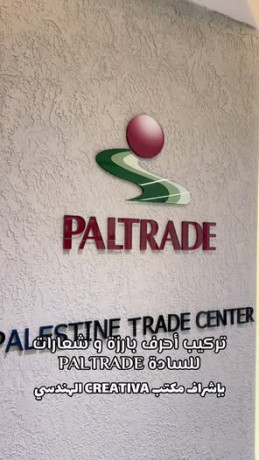 PALTRADE
PALESTINE TRADE CENTER
تركيب أحرف بارزة و شعارات
للسادة PALTRADE
بإشراف مكتب CREATIVA الهندسي